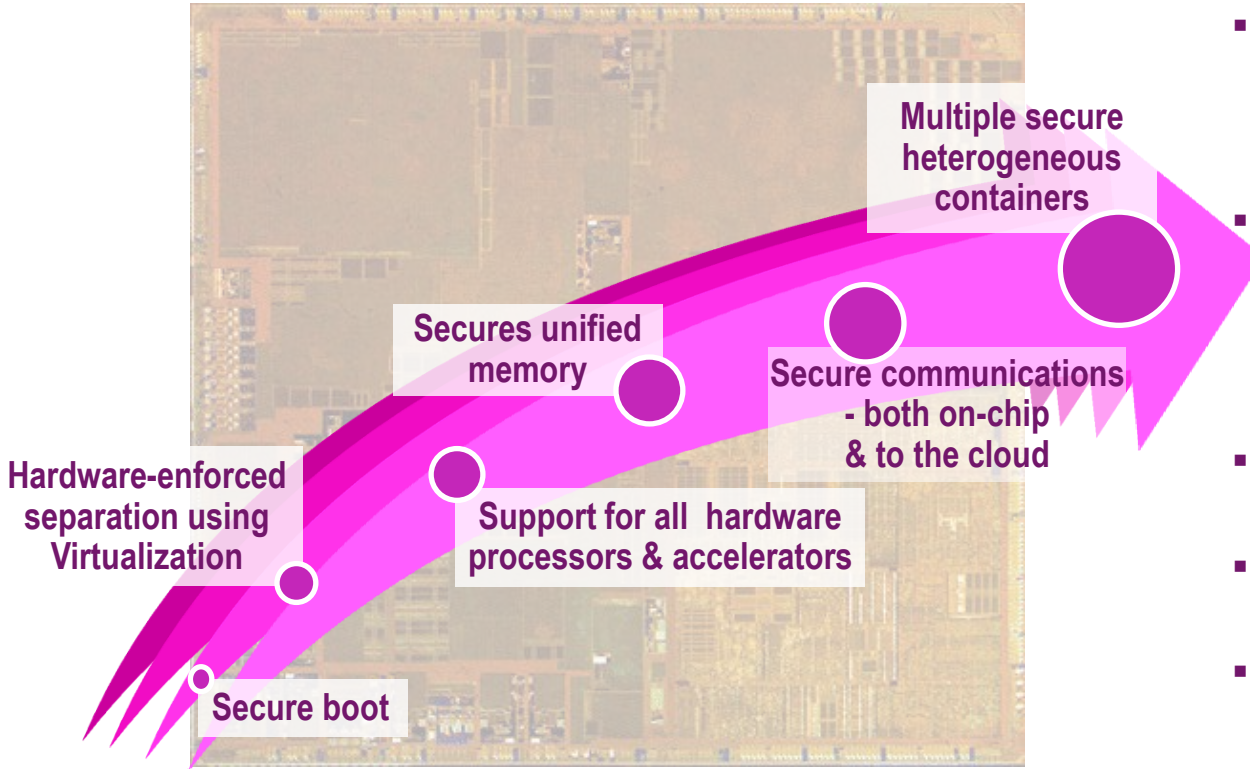 Multiple secure
heterogeneous
containers
Secures unified
memory
Secure communications
- both on-chip
& to the cloud
Hardware-enforced
separation using
Virtualization
Support for all hardware
processors & accelerators
Secure boot